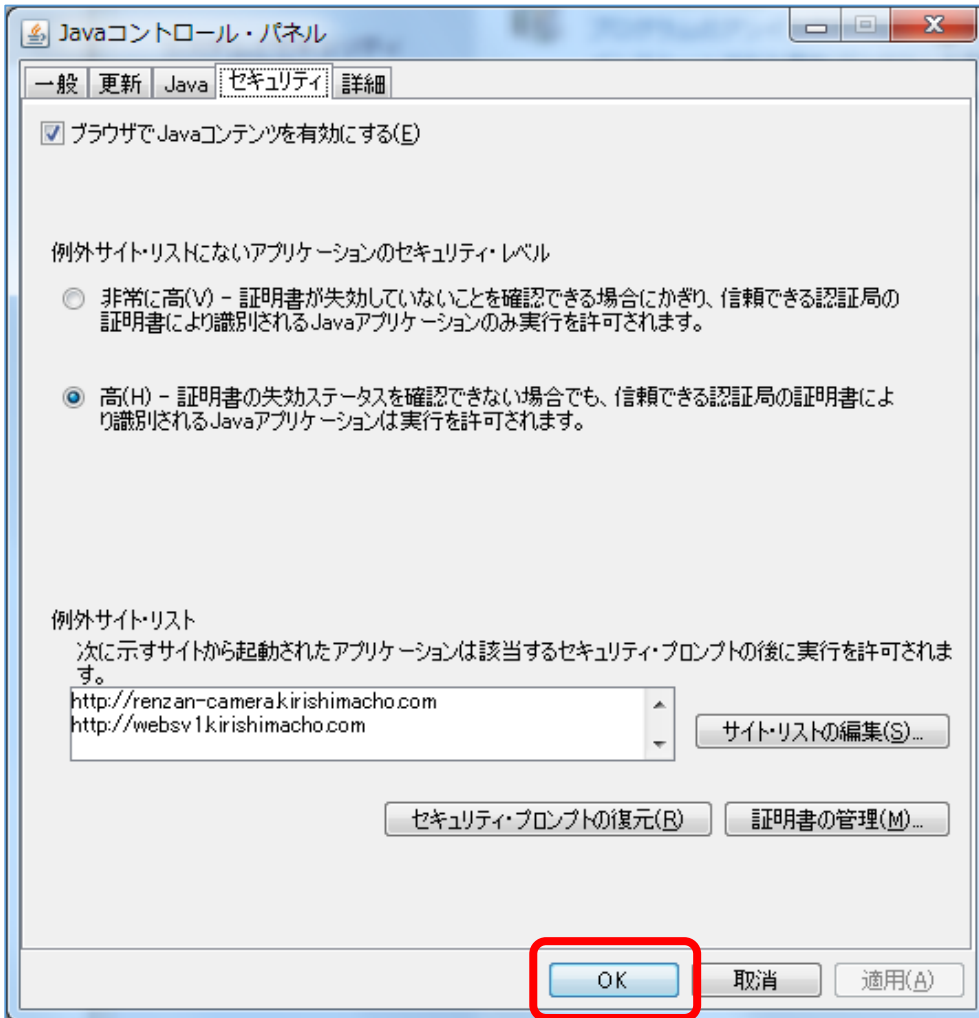 Javaコントロール・パネル
一般 更新 Java セキュリティ 詳細
ブラウザでJavaコンテンツを有効にする(E)
例外サイト・リストにないアプリケーションのセキュリティ・レベル
非常に高(V) - 証明書が失効していないことを確認できる場合にかぎり、信頼できる認証局の
証明書により識別されるJavaアプリケーションのみ実行を許可されます。
高(H) - 証明書の失効ステータスを確認できない場合でも、信頼できる認証局の証明書によ
り識別されるJavaアプリケーションは実行を許可されます。
例外サイト・リスト
次に示すサイトから起動されたアプリケーションは該当するセキュリティ・プロンプトの後に実行を許可されま
す。
http://renzan-camera.kirishimacho.com
http://websv1.kirishimacho.com
サイト・リストの編集(S)...
セキュリティ・プロンプトの復元(R) 証明書の管理(M)...
OK 取消 適用(A)